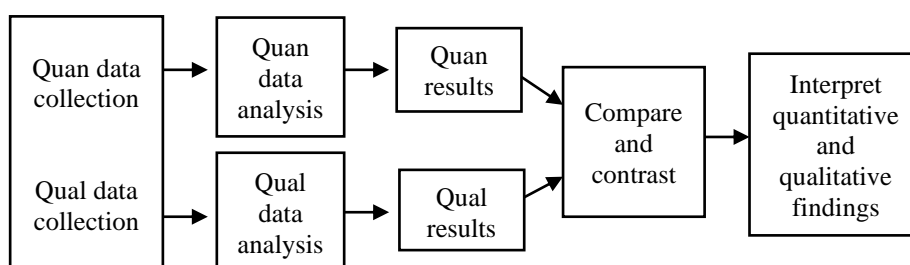 Quan data
collection
Qual data
collection
Quan
data
analysis
Qual
data
analysis
Quan
results
Qual
results
Compare
and
contrast
Interpret
quantitative
and
qualitative
findings